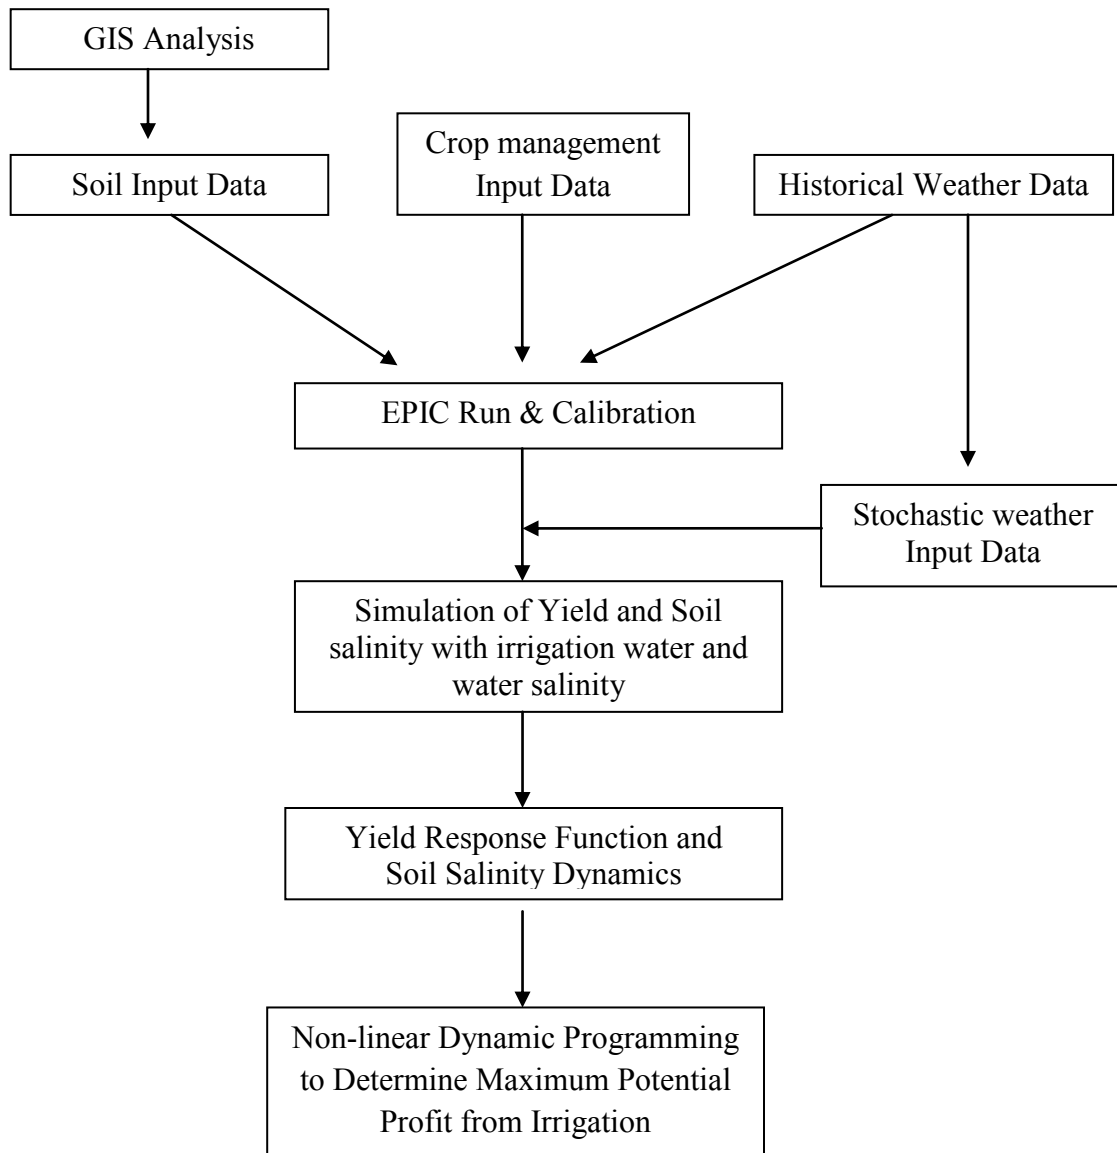 GIS Analysis
Soil Input Data
Crop management
Input Data
Historical Weather Data
EPIC Run & Calibration
Stochastic weather
Input Data
Simulation of Yield and Soil
salinity with irrigation water and
water salinity
Yield Response Function and
Soil Salinity Dynamics
Non-linear Dynamic Programming
to Determine Maximum Potential
Profit from Irrigation